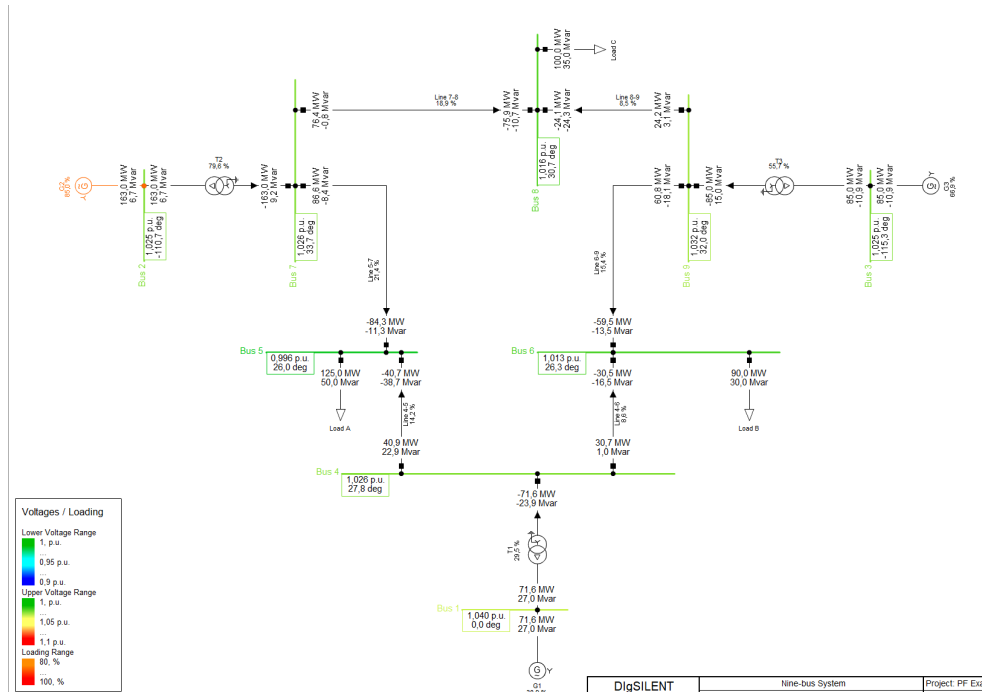 100,0 MW
35,0 Mvar
Load C
76,4 MW
-0,8 Mvar
Line 7-8
18,9 %
-75,9 MW
-10,7 Mvar
-24,1 MW
-24,3 Mvar
Line 8-9
8,5 %
24,2 MW
3,1 Mvar
1,016 p.u.
30,7 deg
Bus 8
G2
85,0 %
G
163,0 MW
6,7 Mvar
163,0 MW
6,7 Mvar
T2
79,6 %
-163,0 MW
9,2 Mvar
86,6 MW
-8,4 Mvar
1,025 p.u.
-110,7 deg
Bus 2
1,026 p.u.
33,7 deg
Bus 7
60,8 MW
-18,1 Mvar
-85,0 MW
15,0 Mvar
T3
55,7 %
85,0 MW
-10,9 Mvar
85,0 MW
-10,9 Mvar
G
Y
G3
66,9 %
1,032 p.u.
32,0 deg
Bus 9
1,025 p.u.
-115,3 deg
Bus 3
Line 5-7
21,4 %
Line 6-9
15,4 %
-84,3 MW
-11,3 Mvar
-59,5 MW
-13,5 Mvar
Bus 5
0,996 p.u.
26,0 deg
Bus 6
1,013 p.u.
26,3 deg
125,0 MW
50,0 Mvar
-40,7 MW
-38,7 Mvar
-30,5 MW
-16,5 Mvar
90,0 MW
30,0 Mvar
Load A
Line 4-5
14,2 %
Line 4-6
8,6 %
Load B
40,9 MW
22,9 Mvar
30,7 MW
1,0 Mvar
Bus 4
1,026 p.u.
27,8 deg
-71,6 MW
-23,9 Mvar
T1
29,5 %
71,6 MW
27,0 Mvar
Bus 1
1,040 p.u.
0,0 deg
71,6 MW
27,0 Mvar
G
Y
G1
Voltages / Loading
Lower Voltage Range
1, p.u.
...
0,95 p.u.
...
0,9 p.u.
Upper Voltage Range
1, p.u.
...
1,05 p.u.
...
1,1 p.u.
Loading Range
80, %
...
100, %
DIgSILENT
Nine-bus System
Project: PF Exa